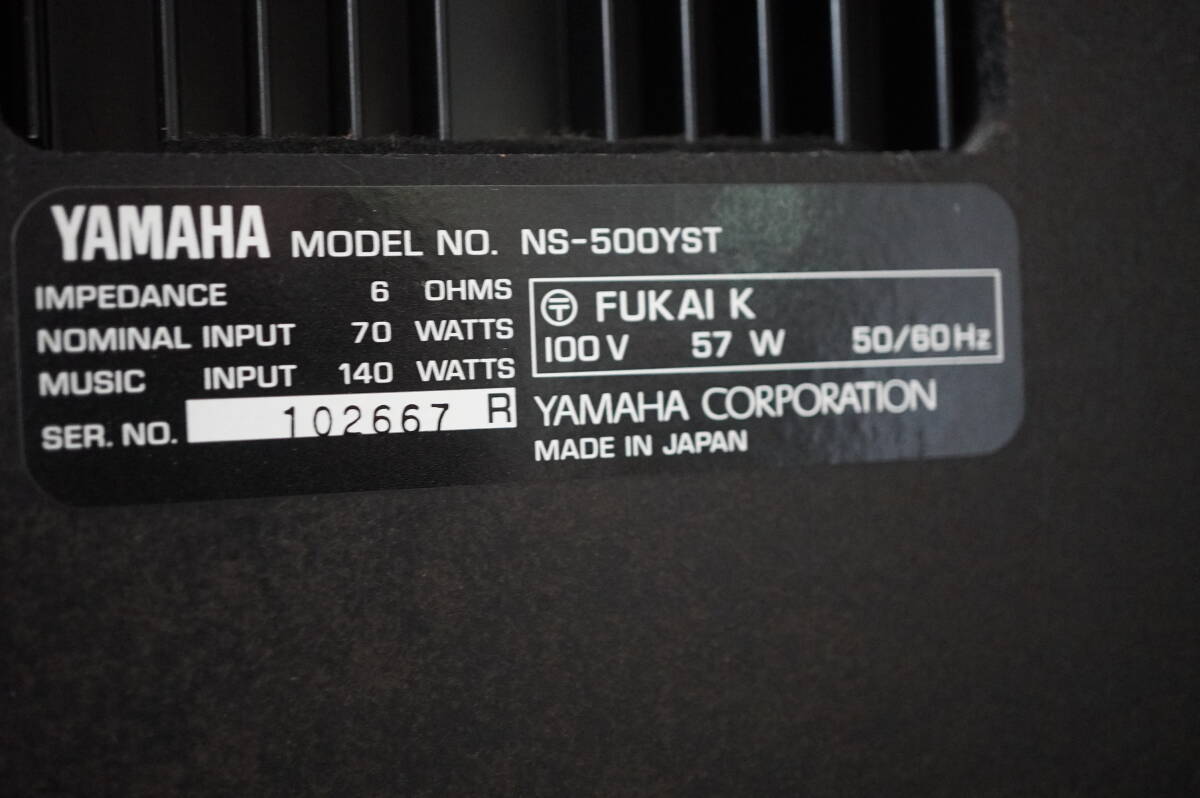 YAMAHA MODEL NO. NS-500YST
IMPEDANCE 6 OHMS
NOMINAL INPUT 70 WATTS
MUSIC INPUT 140 WATTS
SER. NO. 102667 R
〒 FUKAI K
100V 57 W 50/60Hz
YAMAHA CORPORATION
MADE IN JAPAN